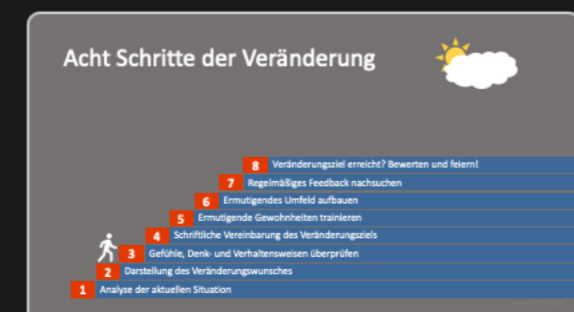 Acht Schritte der Veränderung
8 Veränderungsziel erreicht? Bewerten und feiern!
7 Regelmäßiges Feedback nachsuchen
6 Ermutigendes Umfeld aufbauen
5 Ermutigende Gewohnheiten trainieren
4 Schriftliche Vereinbarung des Veränderungsziels
3 Gefühle, Denk- und Verhaltensweisen überprüfen
2 Darstellung des Veränderungswunsches
1 Analyse der aktuellen Situation